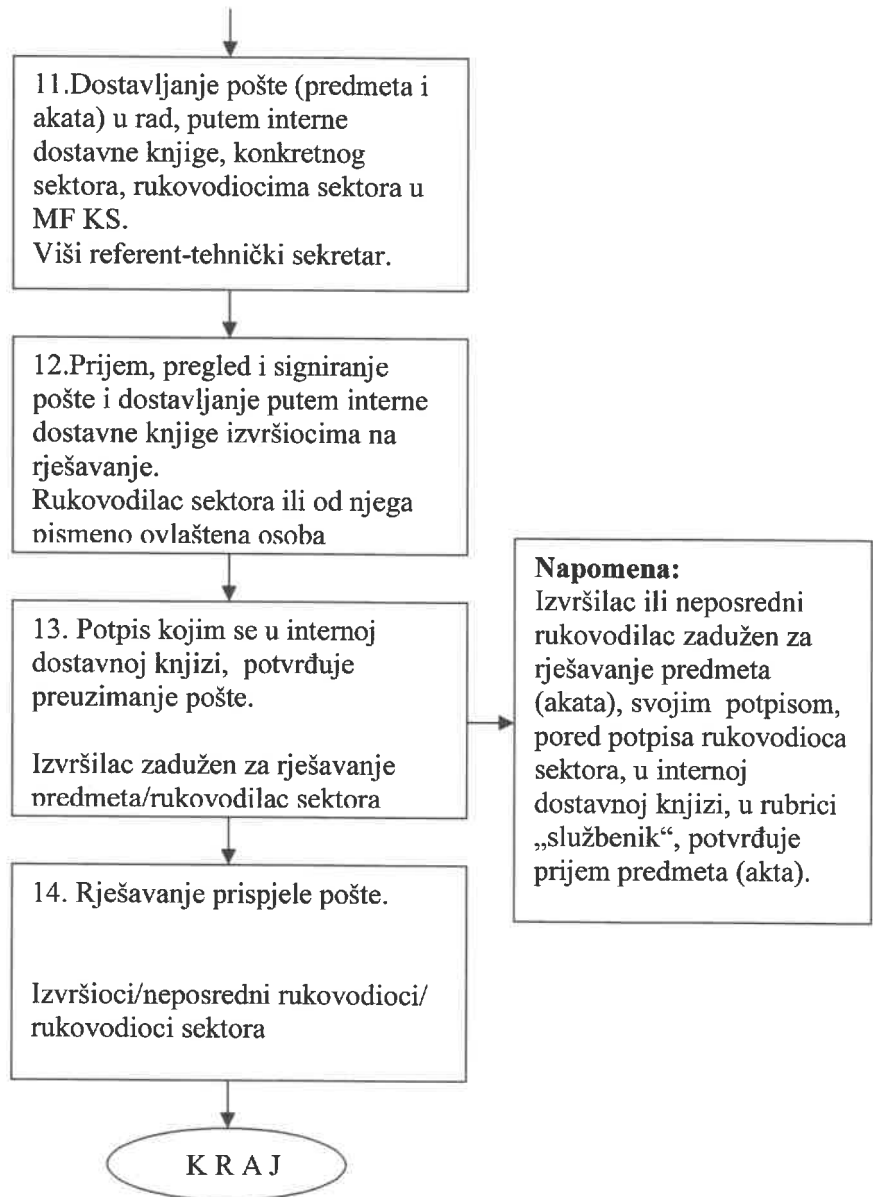 11.Dostavljanje pošte (predmeta i
akata) u rad, putem interne
dostavne knjige, konkretnog
sektora, rukovodiocima sektora u
MF KS.
Viši referent-tehnički sekretar.
12.Prijem, pregled i signiranje
pošte i dostavljanje putem interne
dostavne knjige izvršiocima na
rješavanje.
Rukovodilac sektora ili od njega
pismeno ovlaštena osoba
13. Potpis kojim se u internoj
dostavnoj knjizi, potvrđuje
preuzimanje pošte.
Izvršilac zadužen za rješavanje
predmeta/rukovodilac sektora
Napomena:
Izvršilac ili neposredni
rukovodilac zadužen za
rješavanje predmeta
(akata), svojim potpisom,
pored potpisa rukovodioca
sektora, u internoj
dostavnoj knjizi, u rubrici
„službenik“, potvrđuje
prijem predmeta (akta).
14. Rješavanje prispjele pošte.
Izvršioci/neposredni rukovodioci/
rukovodioci sektora
K R A J